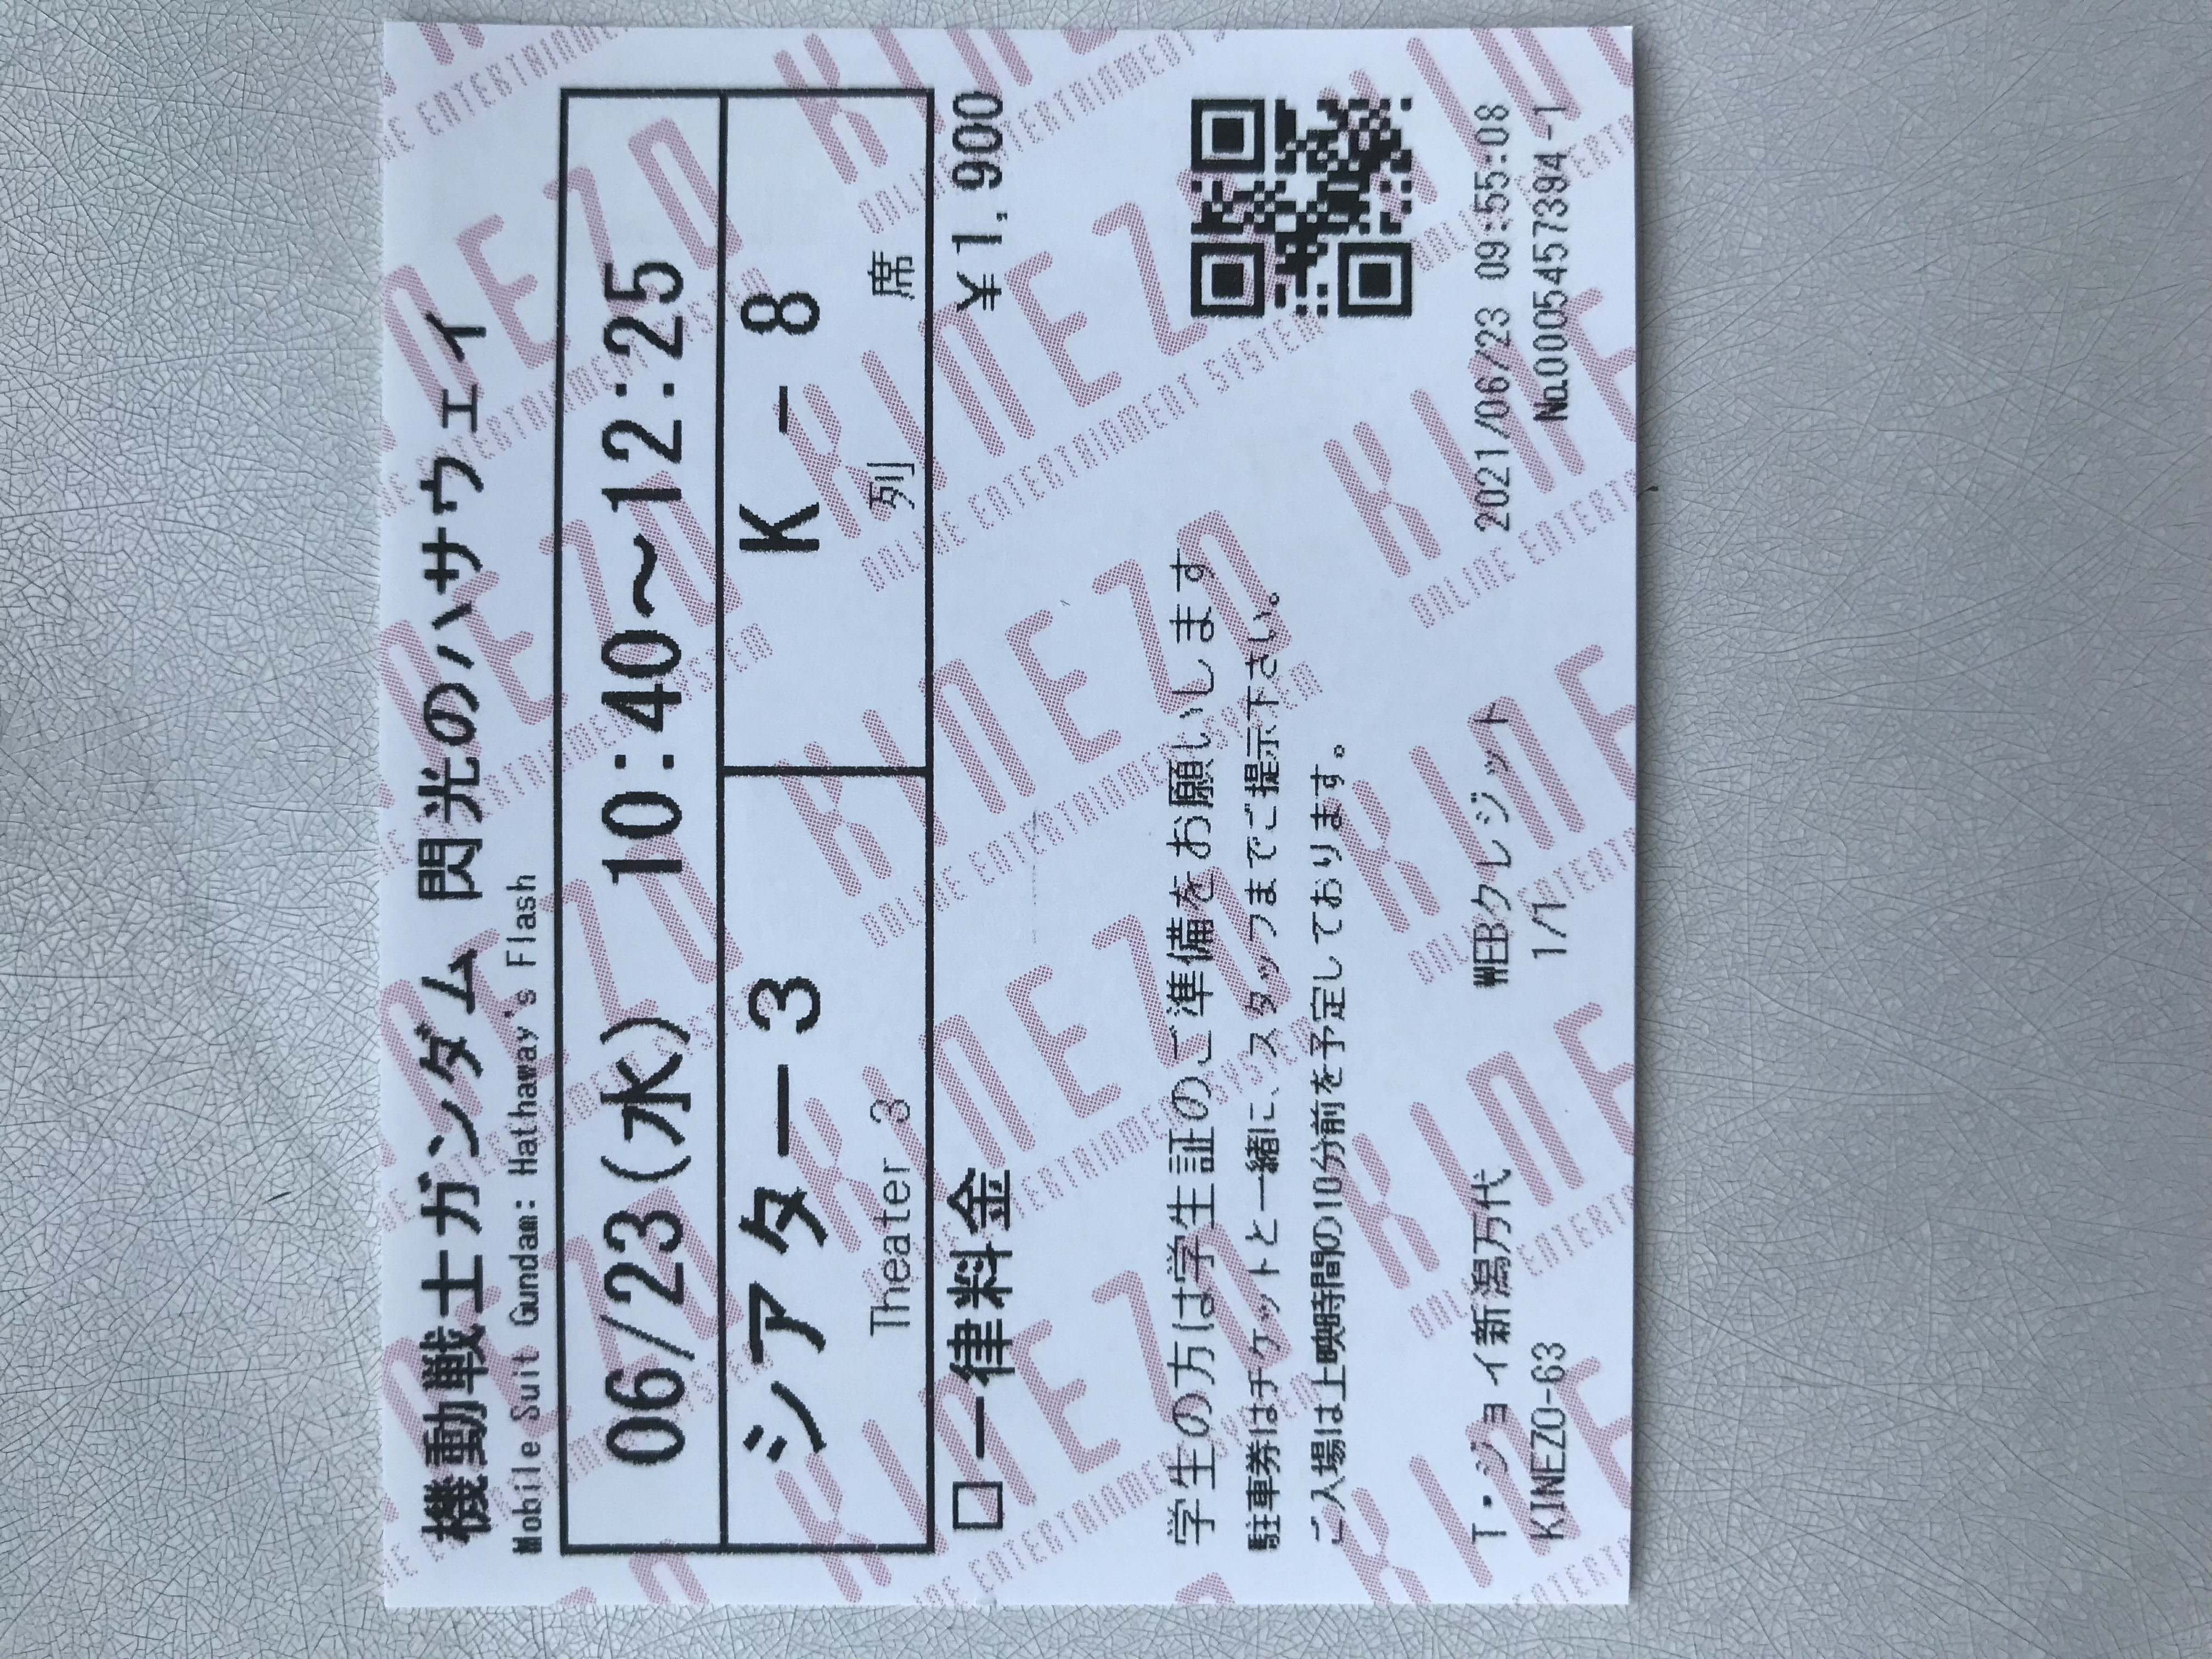 機動戦士ガンダム 閃光のハサウェイ
Mobile Suit Gundam: Hathaway's Flash
06/23(水) 10:40～12:25
シアター3 K - 8
Theater 3 列 席
□一律料金 ¥1,900
学生の方は学生証のご準備をお願いします
駐車券はチケットと一緒に、スタッフまでご提示下さい。
ご入場は上映時間の10分前を予定しております。
T・ジョイ新潟万代 WEBクレジット 2021/06/23 09:55:08
KINEZO-63 1/1 №000545457394-1
KINEZO
ONLINE ENTERTAINMENT SYSTEM